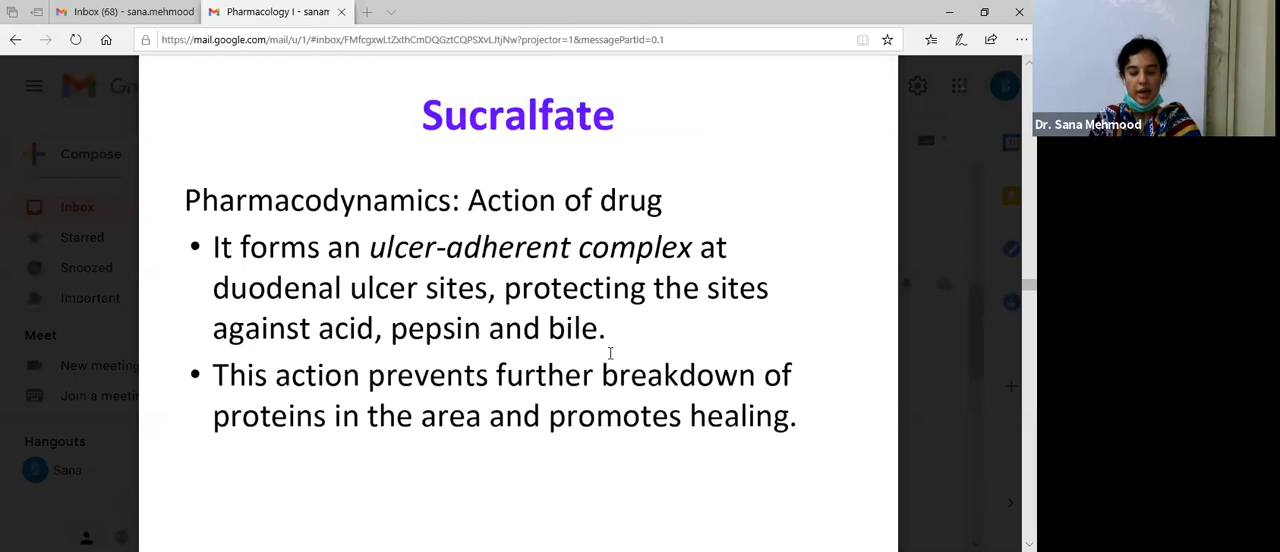 Inbox (68) - sana.mehmood
Pharmacology I - sanam
https://mail.google.com/mail/u/1/#inbox/FMfcgxwLtZxthCmDQGztCQPSXvLJtjNw?projector=1&messagePartId=0.1
Compose
Inbox
Starred
Snoozed
Important
Meet
New meeting
Join a meetin
Hangouts
Sana
Sucralfate
Pharmacodynamics: Action of drug
• It forms an ulcer-adherent complex at
duodenal ulcer sites, protecting the sites
against acid, pepsin and bile.
• This action prevents further breakdown of
proteins in the area and promotes healing.
Dr. Sana Mehmood